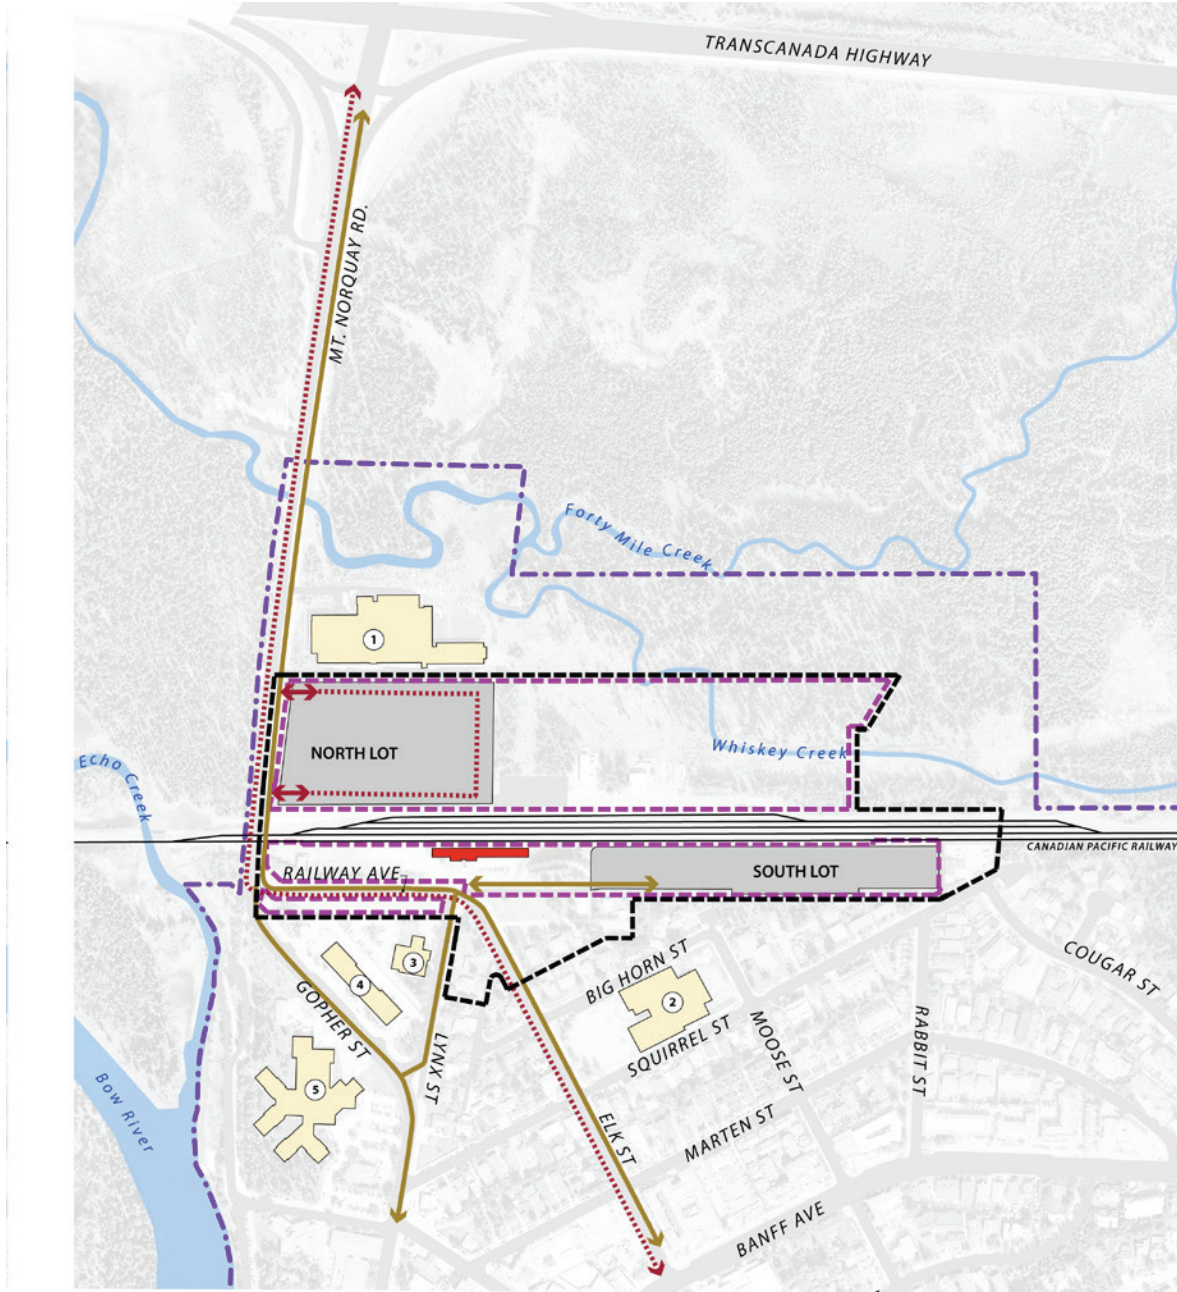 TRANSCANADA HIGHWAY
MT. NORQUAY RD.
Forty Mile Creek
1
NORTH LOT
Whiskey Creek
Echo Creek
CANADIAN PACIFIC RAILWAY
RAILWAY AVE
SOUTH LOT
3
4
BIG HORN ST
COUGAR ST
GOPHER ST
2
SQUIRREL ST
MOOSE ST
RABBIT ST
LYNX ST
5
Bow River
ELK ST
MARTEN ST
BANFF AVE